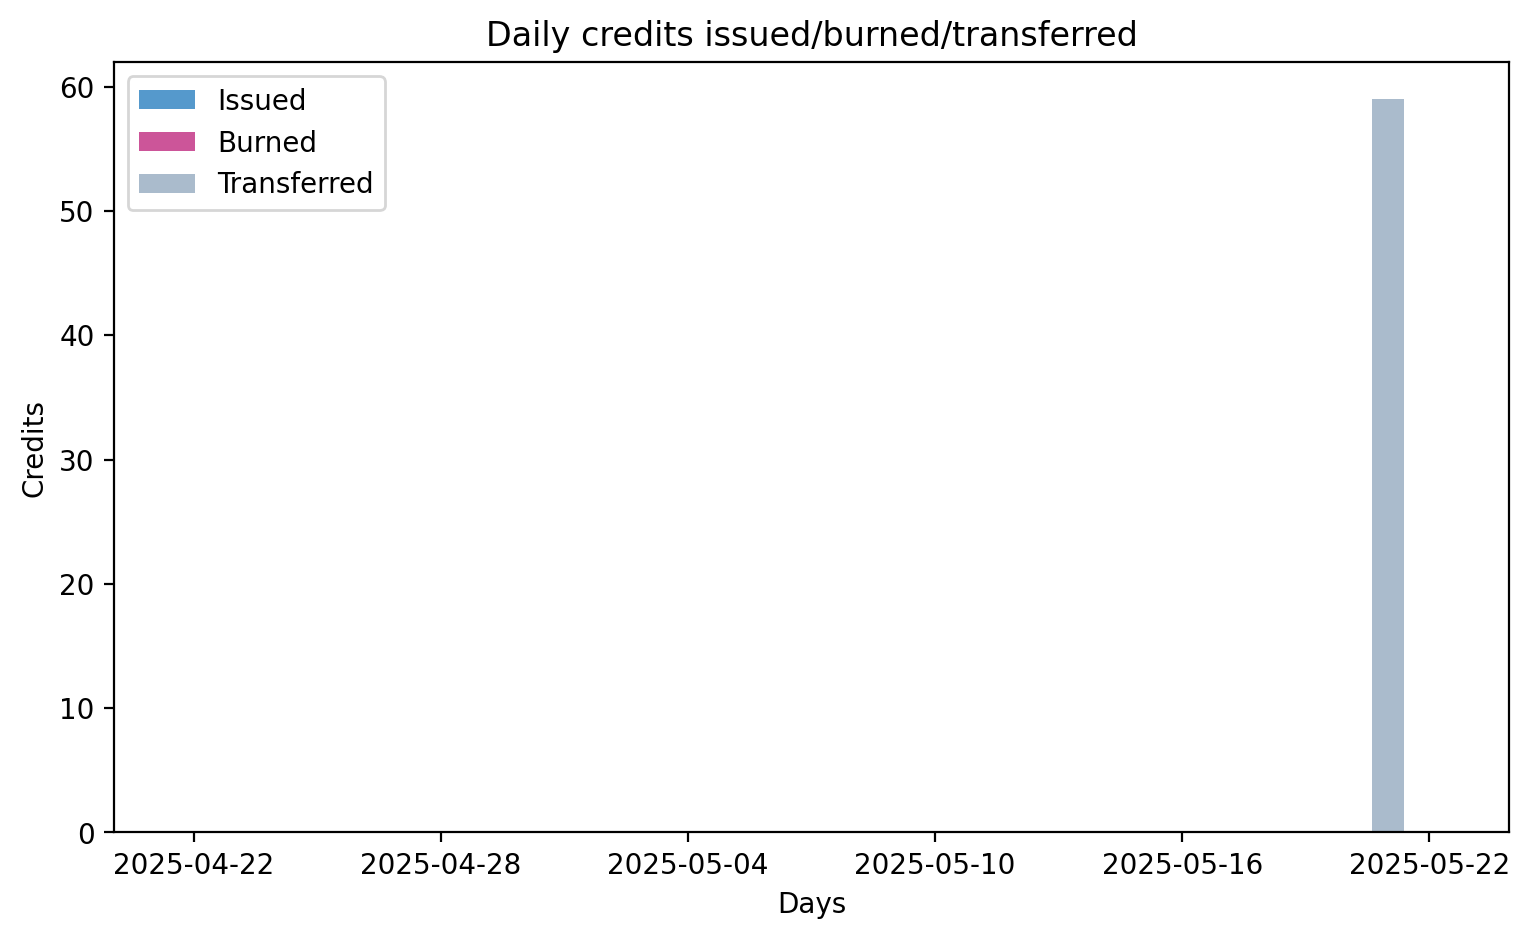 Daily credits issued/burned/transferred
Issued
Burned
Transferred
60
50
40
30
20
10
0
Credits
2025-04-22 2025-04-28 2025-05-04 2025-05-10 2025-05-16 2025-05-22
Days